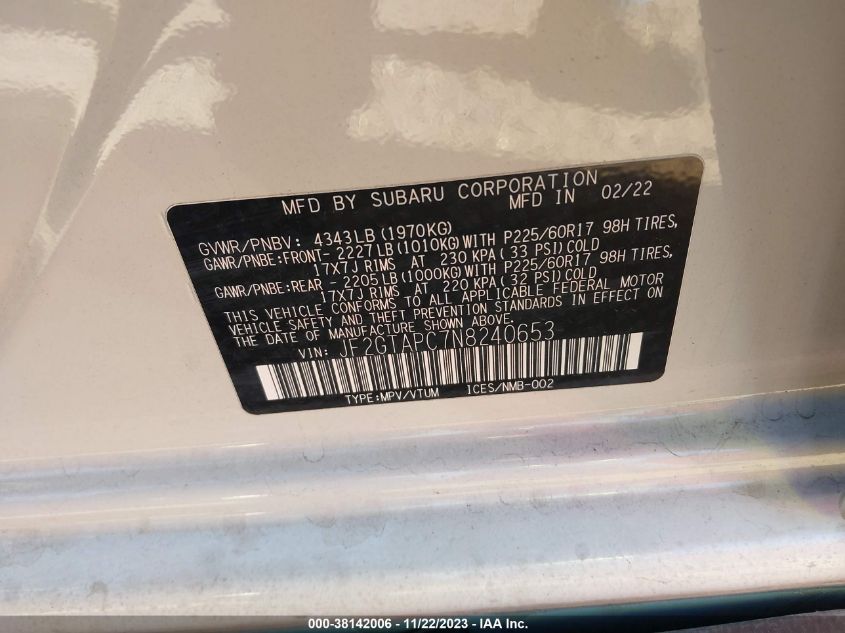 MFD BY SUBARU CORPORATION
MFD IN 02/22
GVWR/PNBV: 4343LB(1970KG)
GAWR/PNBE:FRONT- 2227LB(1010KG)WITH P225/60R17 98H TIRES,
17X7J RIMS AT 230 KPA(33 PSI)COLD
GAWR/PNBE:REAR - 2205LB(1000KG)WITH P225/60R17 98H TIRES,
17X7J RIMS AT 220 KPA(32 PSI)COLD
THIS VEHICLE CONFORMS TO ALL APPLICABLE FEDERAL MOTOR
VEHICLE SAFETY AND THEFT PREVENTION STANDARDS IN EFFECT ON
THE DATE OF MANUFACTURE SHOWN ABOVE.
VIN: JF2GTAPC7N8240653
TYPE:MPV/VTUM ICES/NMB-002
000-38142006 - 11/22/2023 - IAA Inc.